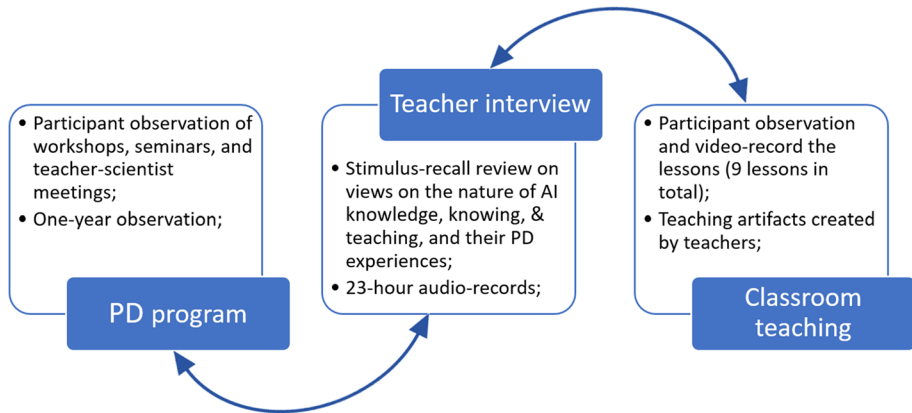 • Participant observation of
workshops, seminars, and
teacher-scientist
meetings;
• One-year observation;
PD program
Teacher interview
• Stimulus-recall review on
views on the nature of AI
knowledge, knowing, &
teaching, and their PD
experiences;
• 23-hour audio-records;
• Participant observation
and video-record the
lessons (9 lessons in
total);
• Teaching artifacts created
by teachers;
Classroom
teaching